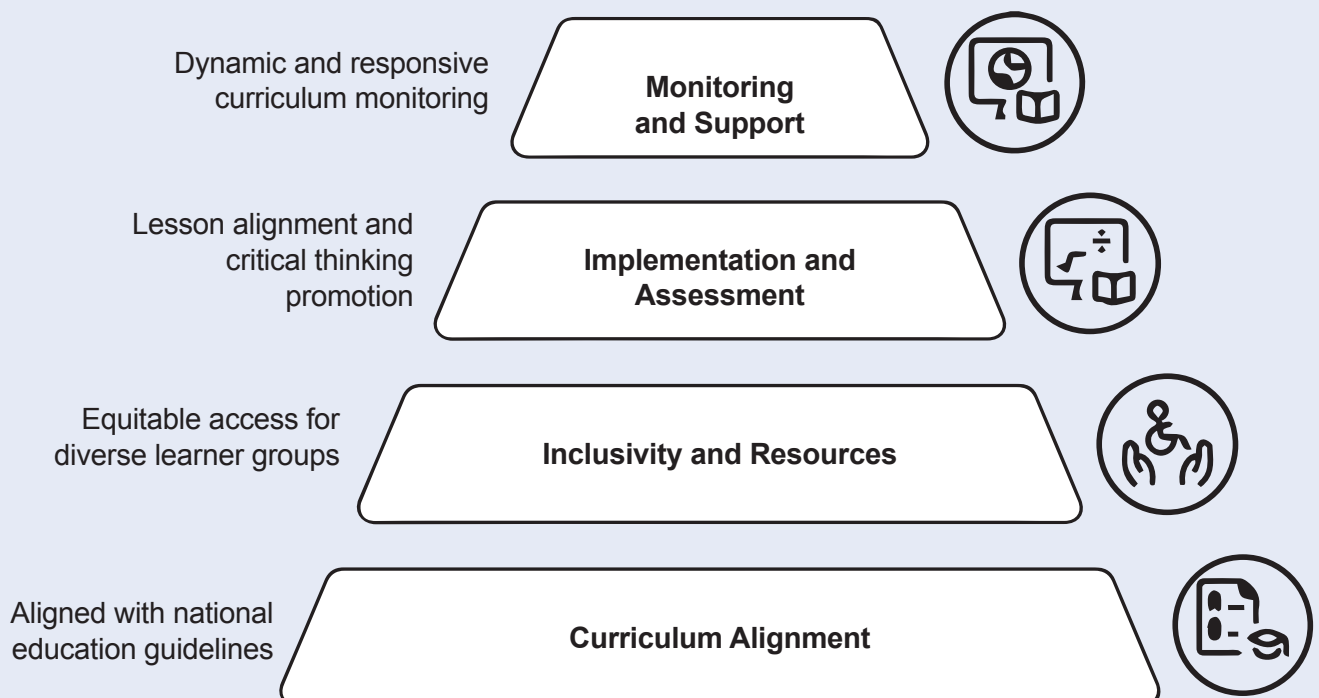 Dynamic and responsive
curriculum monitoring
Monitoring
and Support
Lesson alignment and
critical thinking
promotion
Implementation and
Assessment
Equitable access for
diverse learner groups
Inclusivity and Resources
Aligned with national
education guidelines
Curriculum Alignment